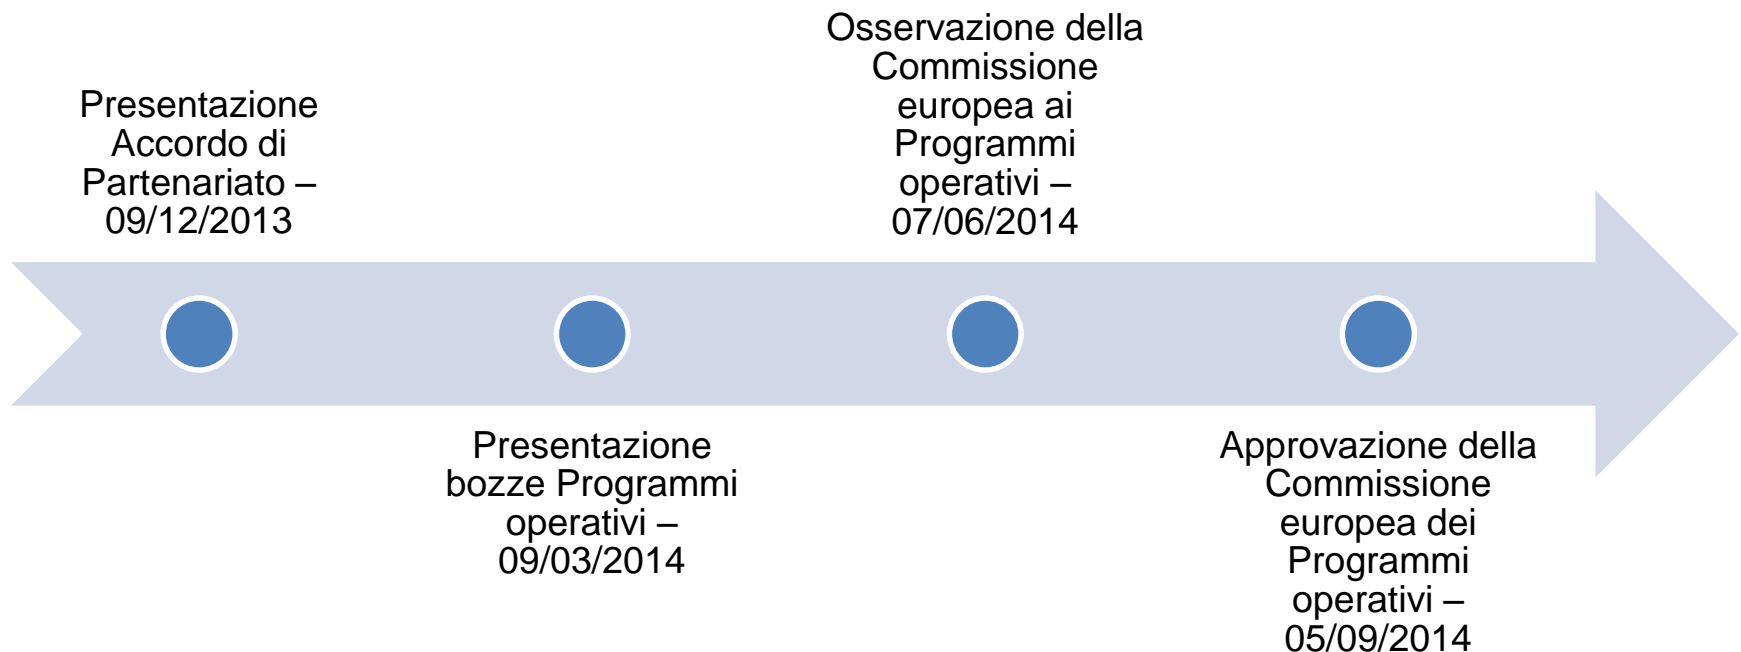 Presentazione
Accordo di
Partenariato –
09/12/2013
Presentazione
bozze Programmi
operativi –
09/03/2014
Osservazione della
Commissione
europea ai
Programmi
operativi –
07/06/2014
Approvazione della
Commissione
europea dei
Programmi
operativi –
05/09/2014